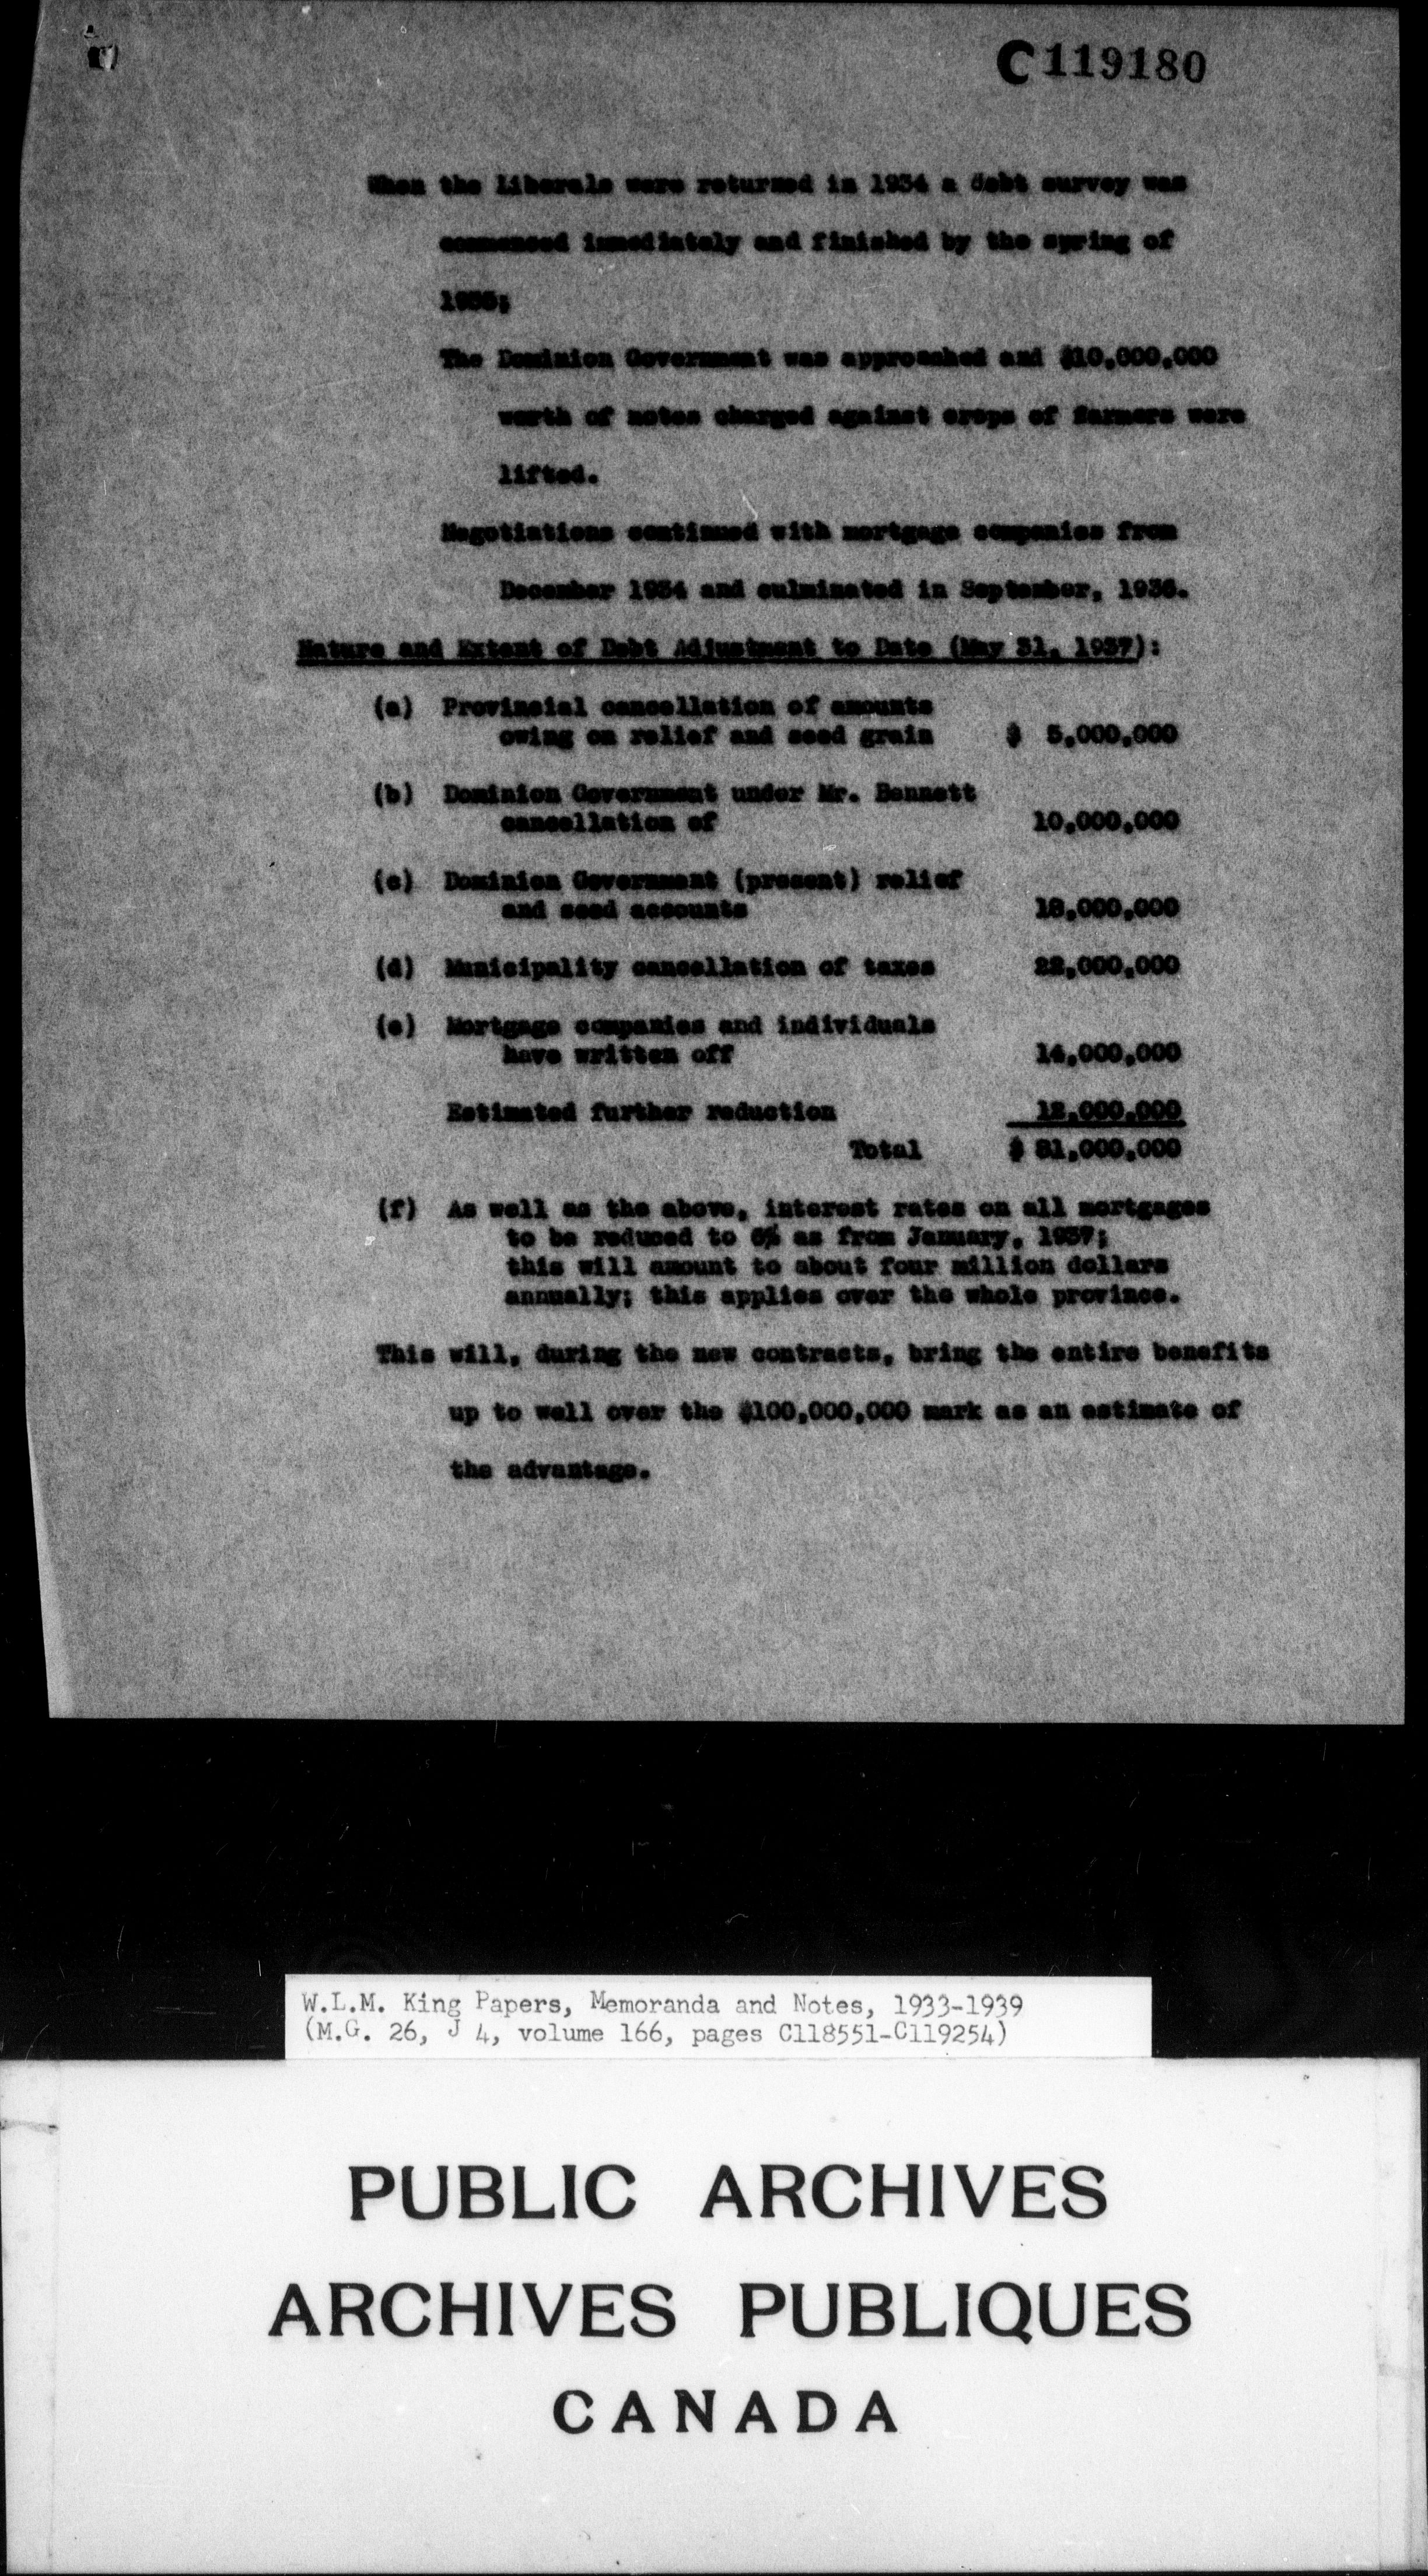 C119180
When the Liberals were returned in 1934 a debt survey was
commenced immediately and finished by the spring of
1935;
The Dominion Government was approached and $10,000,000
worth of notes charged against crops of farmers were
lifted.
Negotiations continued with mortgage companies from
December 1934 and culminated in September, 1936.
Nature and Extent of Debt Adjustment to Date (May 31, 1937):
(a) Provincial cancellation of amounts
owing on relief and seed grain $ 5,000,000
(b) Dominion Government under Mr. Bennett
cancellation of 10,000,000
(c) Dominion Government (present) relief
and seed accounts 18,000,000
(d) Municipality cancellation of taxes 22,000,000
(e) Mortgage companies and individuals
have written off 14,000,000
Estimated further reduction 12,000,000
Total $ 81,000,000
(f) As well as the above, interest rates on all mortgages
to be reduced to 6% as from January, 1937;
this will amount to about four million dollars
annually; this applies over the whole province.
This will, during the new contracts, bring the entire benefits
up to well over the $100,000,000 mark as an estimate of
the advantage.
W.L.M. King Papers, Memoranda and Notes, 1933-1939
(M.G. 26, J 4, volume 166, pages C118551-C119254)
PUBLIC ARCHIVES
ARCHIVES PUBLIQUES
CANADA